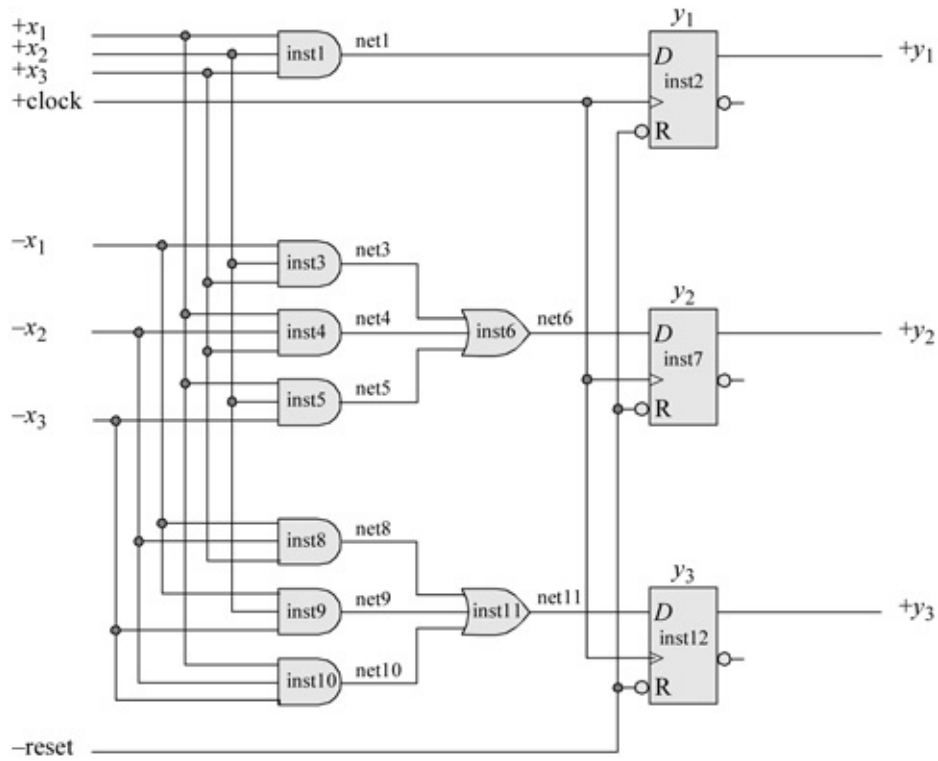 +x₁
+x₂
+x₃
+clock
inst1
net1
y₁
D
inst2
R
+y₁
–x₁
inst3
net3
–x₂
inst4
net4
inst6
net6
y₂
D
inst7
R
+y₂
–x₃
inst5
net5
inst8
net8
inst9
net9
inst11
net11
y₃
D
inst12
R
+y₃
inst10
net10
–reset